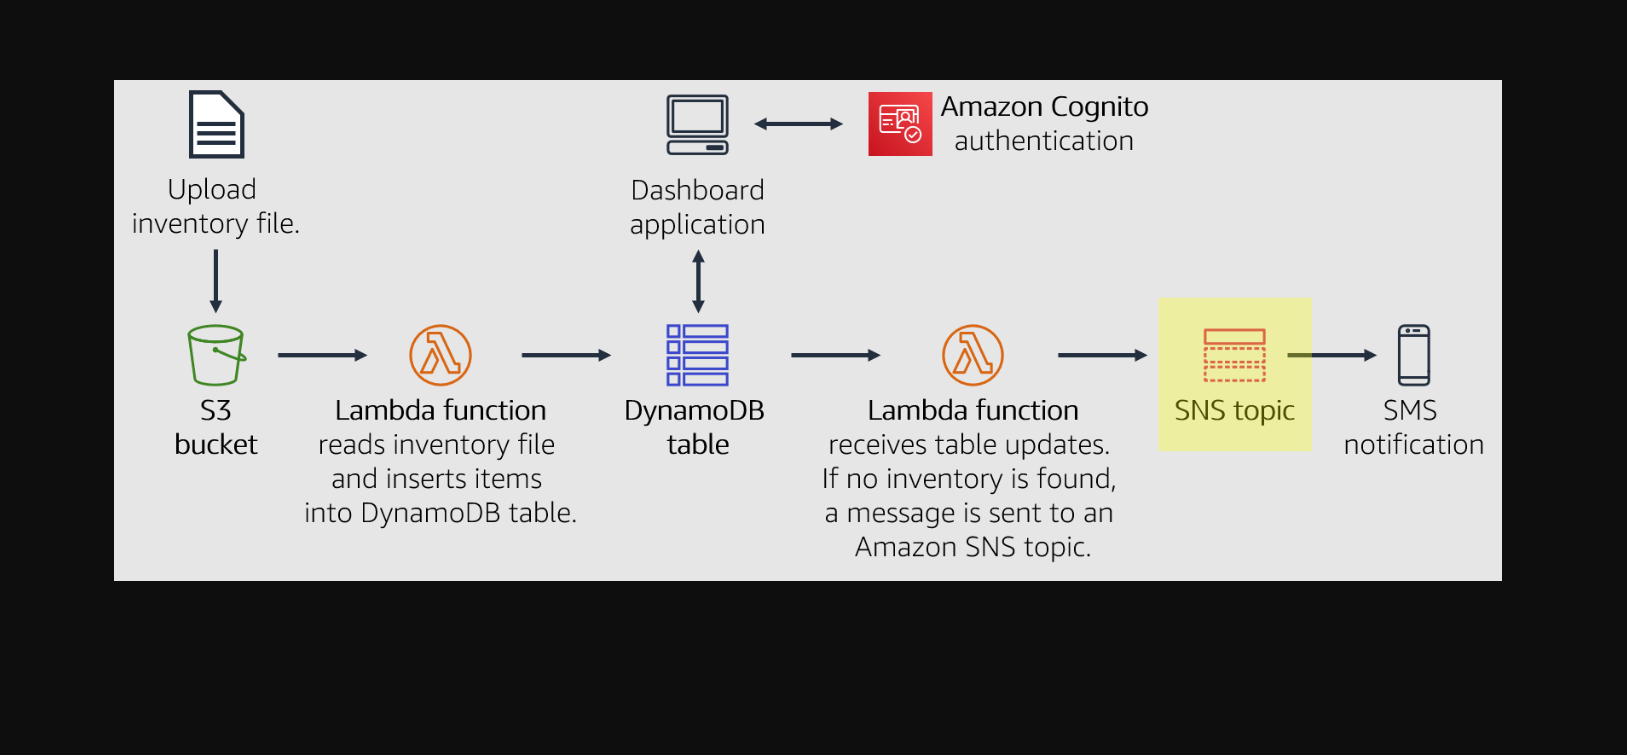 Upload
inventory file.
Dashboard
application
Amazon Cognito
authentication
S3
bucket
Lambda function
reads inventory file
and inserts items
into DynamoDB table.
DynamoDB
table
Lambda function
receives table updates.
If no inventory is found,
a message is sent to an
Amazon SNS topic.
SNS topic
SMS
notification